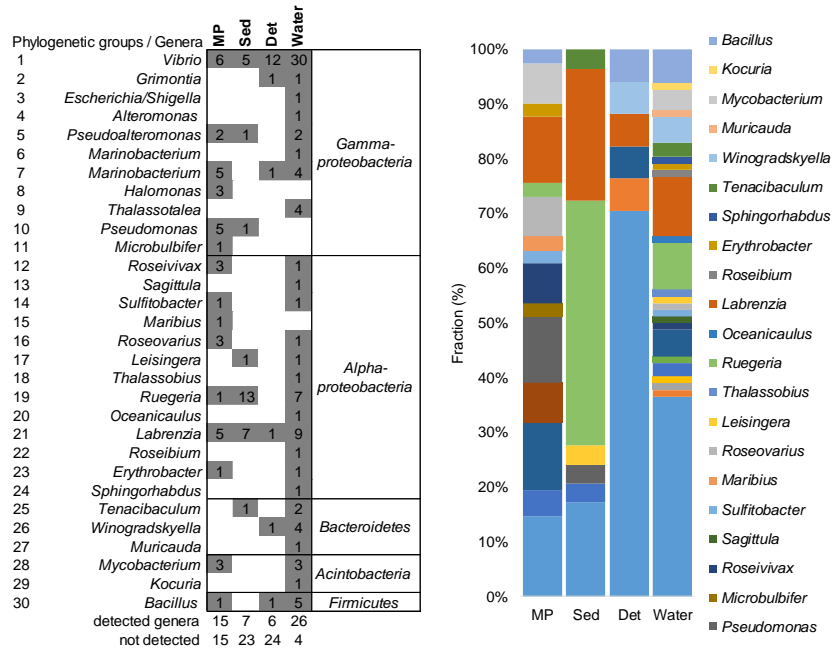 Phylogenetic groups / Genera MP Sed Det Water
1 Vibrio 6 5 12 30
2 Grimontia 1 1
3 Escherichia/Shigella 1
4 Alteromonas 1
5 Pseudoalteromonas 2 1 2
6 Marinobacterium 1
7 Marinobacterium 5 1 4
8 Halomonas 3
9 Thalassotalea 4
10 Pseudomonas 5 1
11 Microbulbifer 1
Gamma-
proteobacteria
12 Roseivivax 3 1
13 Sagittula 1
14 Sulfitobacter 1 1
15 Maribius 1
16 Roseovarius 3 1
17 Leisingera 1 1
18 Thalassobius 1
19 Ruegeria 1 13 7
20 Oceanicaulus 1
21 Labrenzia 5 7 1 9
22 Roseibium 1
23 Erythrobacter 1 1
24 Sphingorhabdus 1
Alpha-
proteobacteria
25 Tenacibaculum 1 2
26 Winogradskyella 1 4
27 Muricauda 1
Bacteroidetes
28 Mycobacterium 3 3
29 Kocuria 1
Acintobacteria
30 Bacillus 1 1 5 Firmicutes
detected genera 15 7 6 26
not detected 15 23 24 4
Fraction (%)
100%
90%
80%
70%
60%
50%
40%
30%
20%
10%
0%
MP Sed Det Water
Bacillus
Kocuria
Mycobacterium
Muricauda
Winogradskyella
Tenacibaculum
Sphingorhabdus
Erythrobacter
Roseibium
Labrenzia
Oceanicaulus
Ruegeria
Thalassobius
Leisingera
Roseovarius
Maribius
Sulfitobacter
Sagittula
Roseivivax
Microbulbifer
Pseudomonas